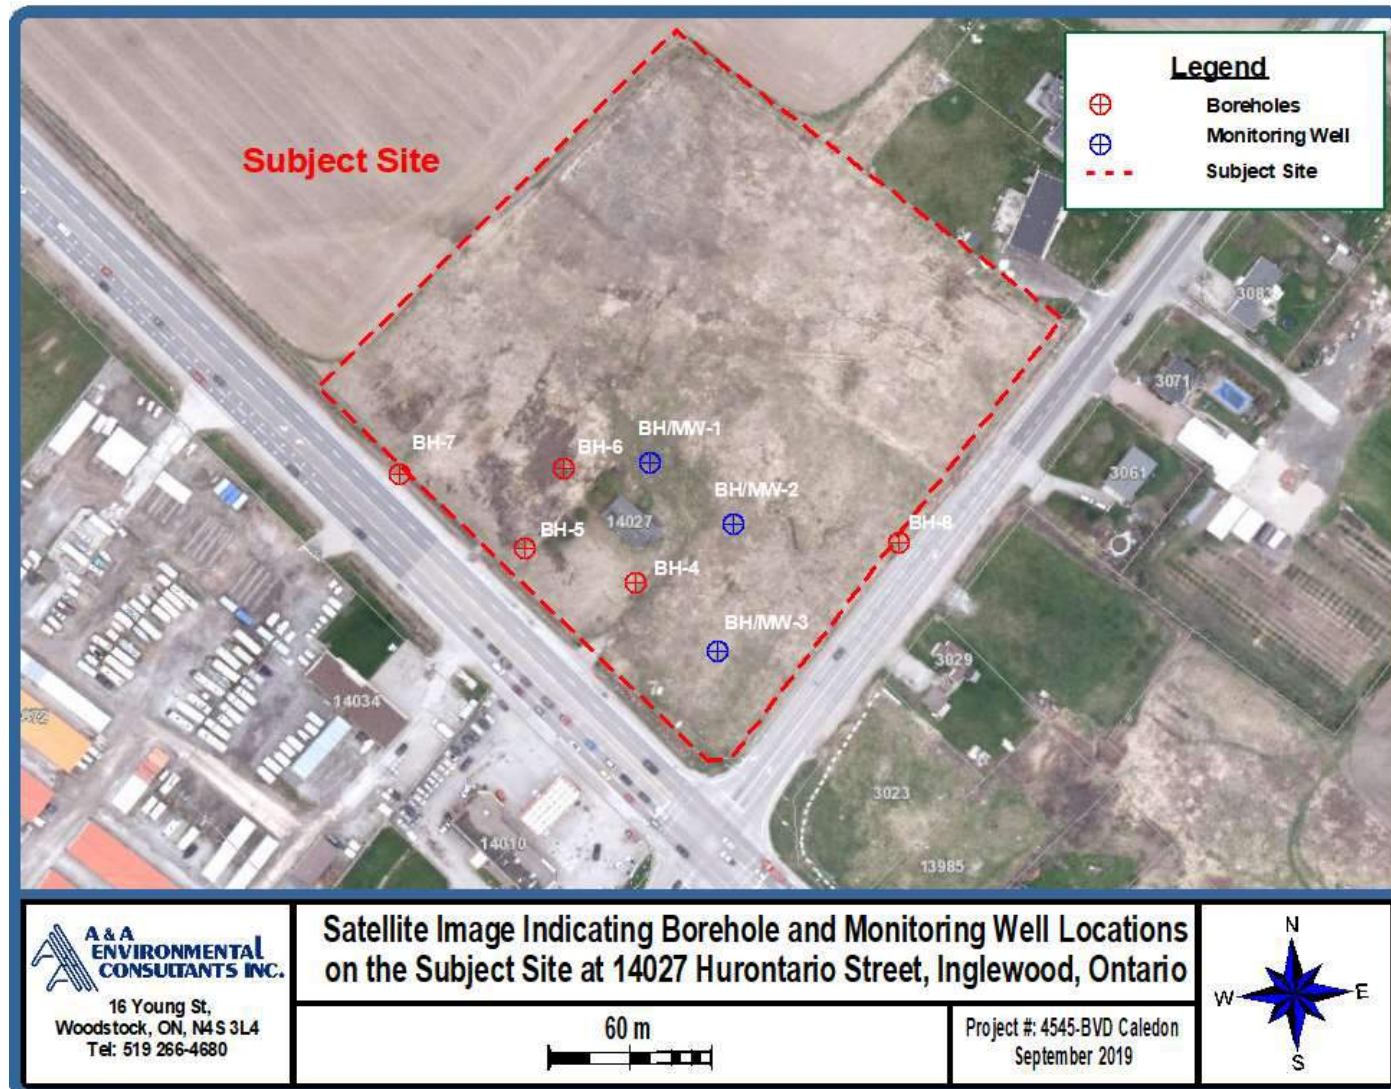 Legend
Boreholes
Monitoring Well
Subject Site
Subject Site
3083
3071
BH/MW-1
BH-7
BH-6
3061
BH/MW-2
14027
BH-8
BH-5
BH-4
BH/MW-3
3029
14034
3023
14010
13985
A & A
ENVIRONMENTAL
CONSULTANTS INC.
16 Young St,
Woodstock, ON, N4S 3L4
Tel: 519 266-4680
Satellite Image Indicating Borehole and Monitoring Well Locations
on the Subject Site at 14027 Hurontario Street, Inglewood, Ontario
60 m
Project #: 4545-BVD Caledon
September 2019
N
W
E
S